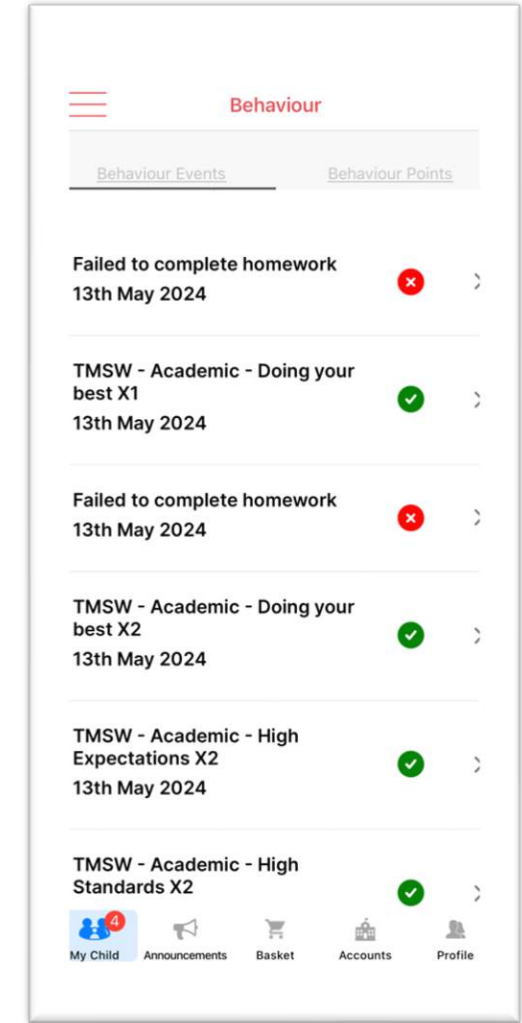 Behaviour
Behaviour Events Behaviour Points
Failed to complete homework
13th May 2024
TMSW - Academic - Doing your
best X1
13th May 2024
Failed to complete homework
13th May 2024
TMSW - Academic - Doing your
best X2
13th May 2024
TMSW - Academic - High
Expectations X2
13th May 2024
TMSW - Academic - High
Standards X2
4
My Child Announcements Basket Accounts Profile